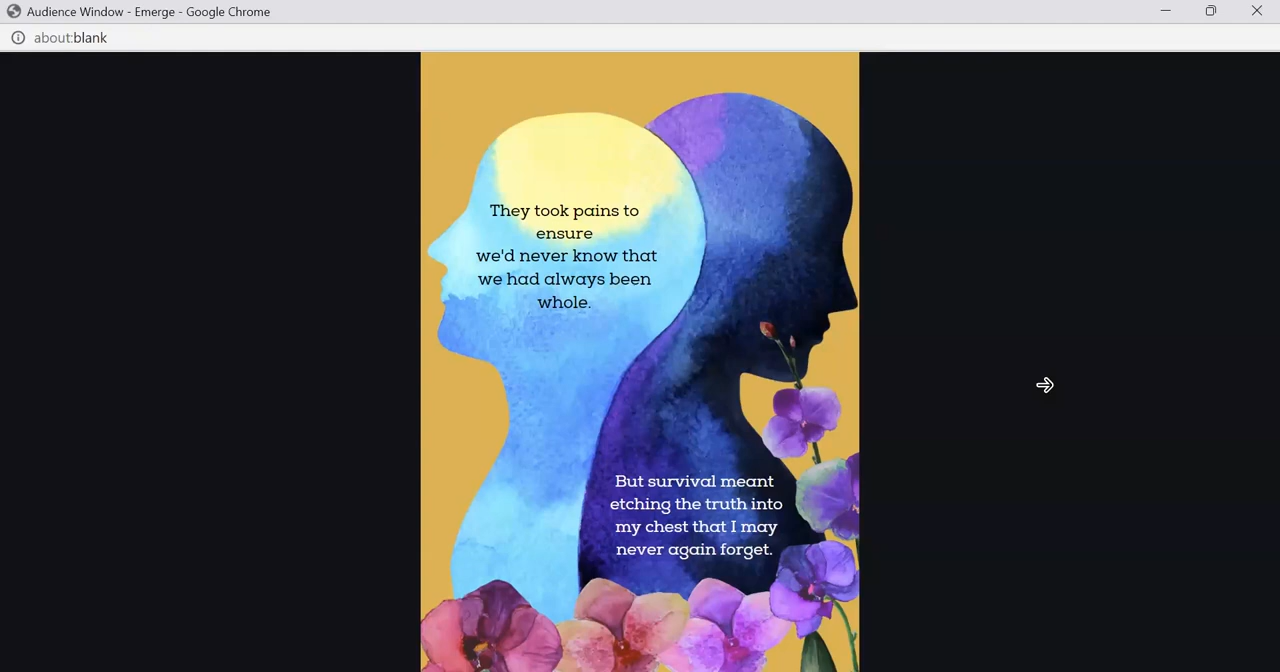 Audience Window - Emerge - Google Chrome
about:blank
They took pains to
ensure
we'd never know that
we had always been
whole.
But survival meant
etching the truth into
my chest that I may
never again forget.